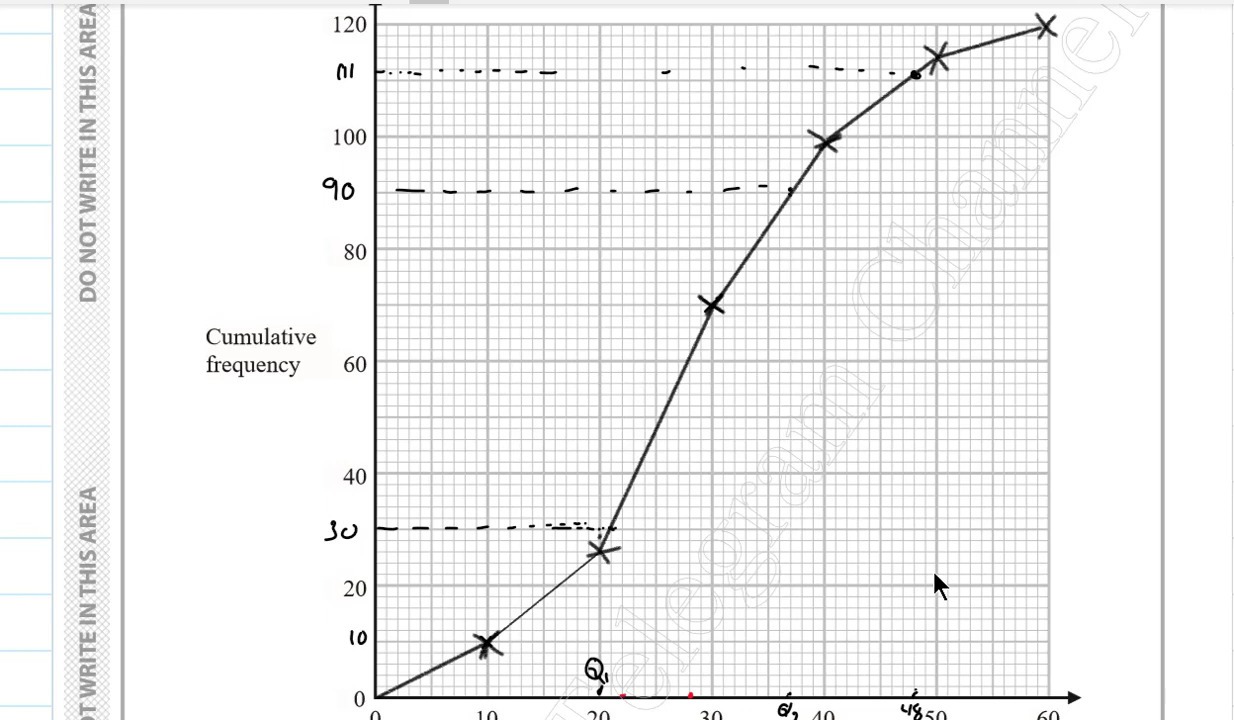 DO NOT WRITE IN THIS AREA
OT WRITE IN THIS AREA
120
111
100
90
80
Cumulative
frequency
60
40
30
20
10
Q1
0
0 10 20 30 40 50 60
48
Telegram Channel